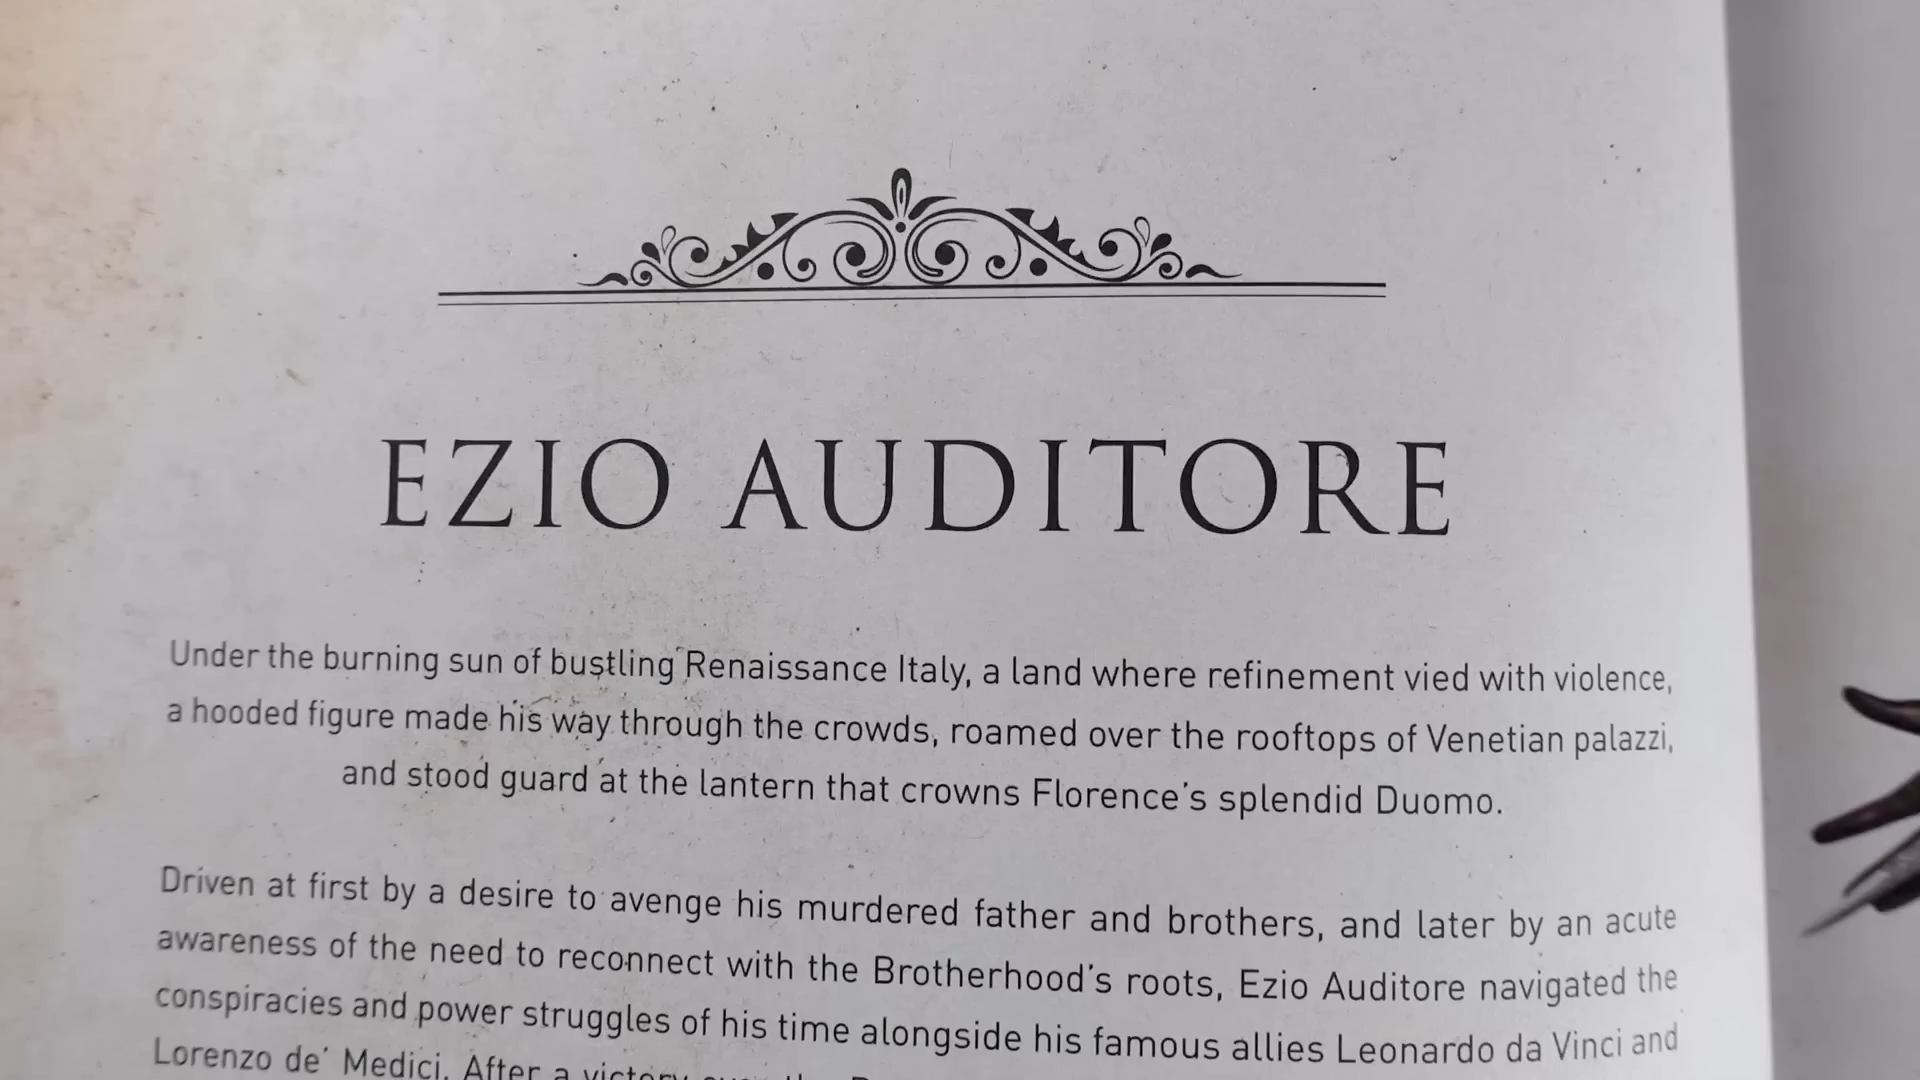 EZIO AUDITORE
Under the burning sun of bustling Renaissance Italy, a land where refinement vied with violence,
a hooded figure made his way through the crowds, roamed over the rooftops of Venetian palazzi,
and stood guard at the lantern that crowns Florence's splendid Duomo.
Driven at first by a desire to avenge his murdered father and brothers, and later by an acute
awareness of the need to reconnect with the Brotherhood's roots, Ezio Auditore navigated the
conspiracies and power struggles of his time alongside his famous allies Leonardo da Vinci and
Lorenzo de' Medici. After a victory